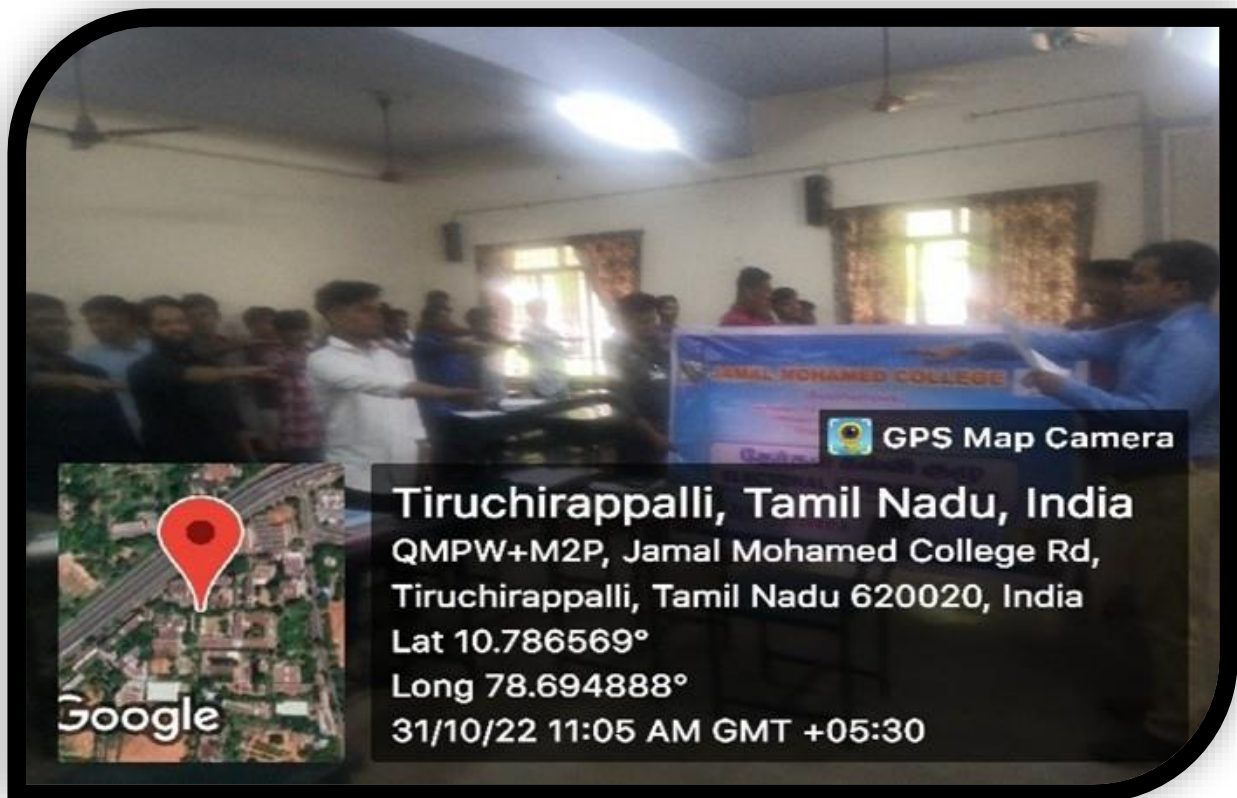 JAMAL MOHAMED COLLEGE
GPS Map Camera
Tiruchirappalli, Tamil Nadu, India
QMPW+M2P, Jamal Mohamed College Rd,
Tiruchirappalli, Tamil Nadu 620020, India
Lat 10.786569°
Long 78.694888°
31/10/22 11:05 AM GMT +05:30
Google